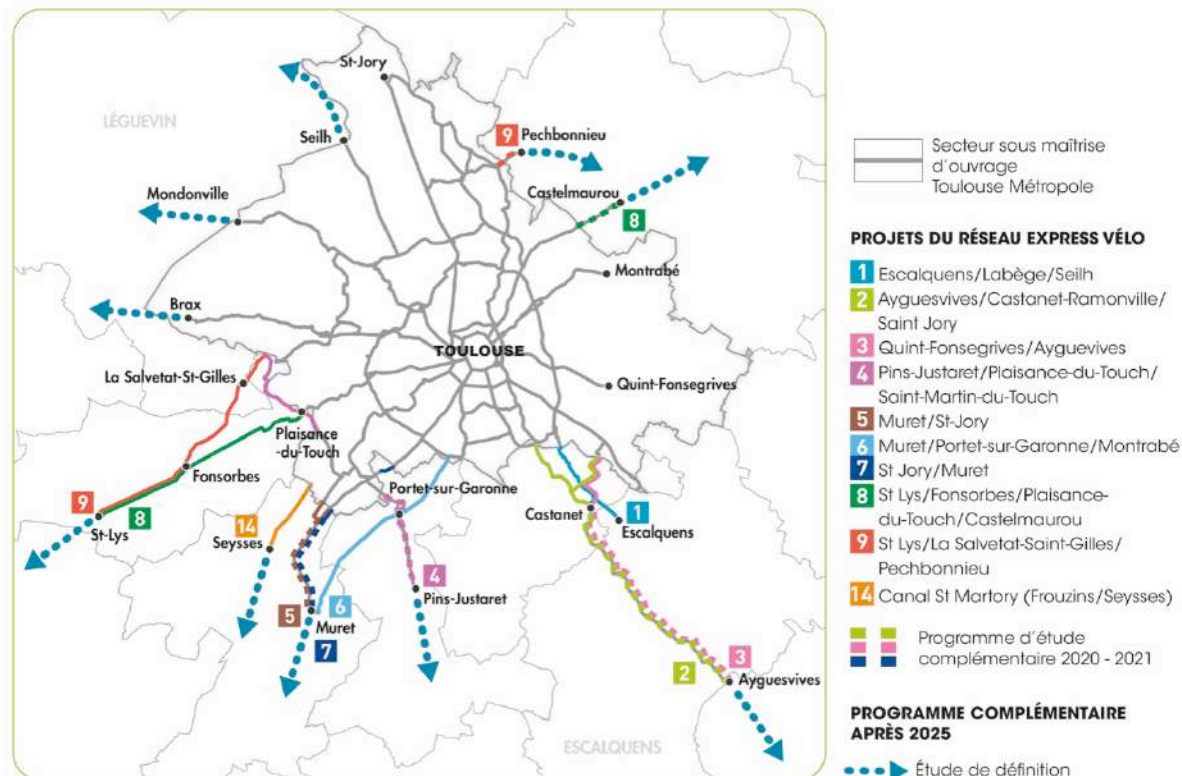 St-Jory
LÉGUEVIN
Seilh
9 Pechbonnieu
Castelmaurou
8
Mondonville
Montrabé
Brax
TOULOUSE
La Salvetat-St-Gilles
Quint-Fonsegrives
Plaisance
-du-Touch
Fonsorbes
Portet-sur-Garonne
9
8
St-Lys
14
Seysses
Castanet
1
Escalquens
4
Pins-Justaret
5
6
Muret
7
3
2
Ayguesvives
ESCALQUENS
Secteur sous maîtrise
d'ouvrage
Toulouse Métropole
PROJETS DU RÉSEAU EXPRESS VÉLO
1 Escalquens/Labège/Seilh
2 Ayguesvives/Castanet-Ramonville/
Saint Jory
3 Quint-Fonsegrives/Ayguevives
4 Pins-Justaret/Plaisance-du-Touch/
Saint-Martin-du-Touch
5 Muret/St-Jory
6 Muret/Portet-sur-Garonne/Montrabé
7 St Jory/Muret
8 St Lys/Fonsorbes/Plaisance-
du-Touch/Castelmaurou
9 St Lys/La Salvetat-Saint-Gilles/
Pechbonnieu
14 Canal St Martory (Frouzins/Seysses)
Programme d'étude
complémentaire 2020 - 2021
PROGRAMME COMPLÉMENTAIRE
APRÈS 2025
Étude de définition